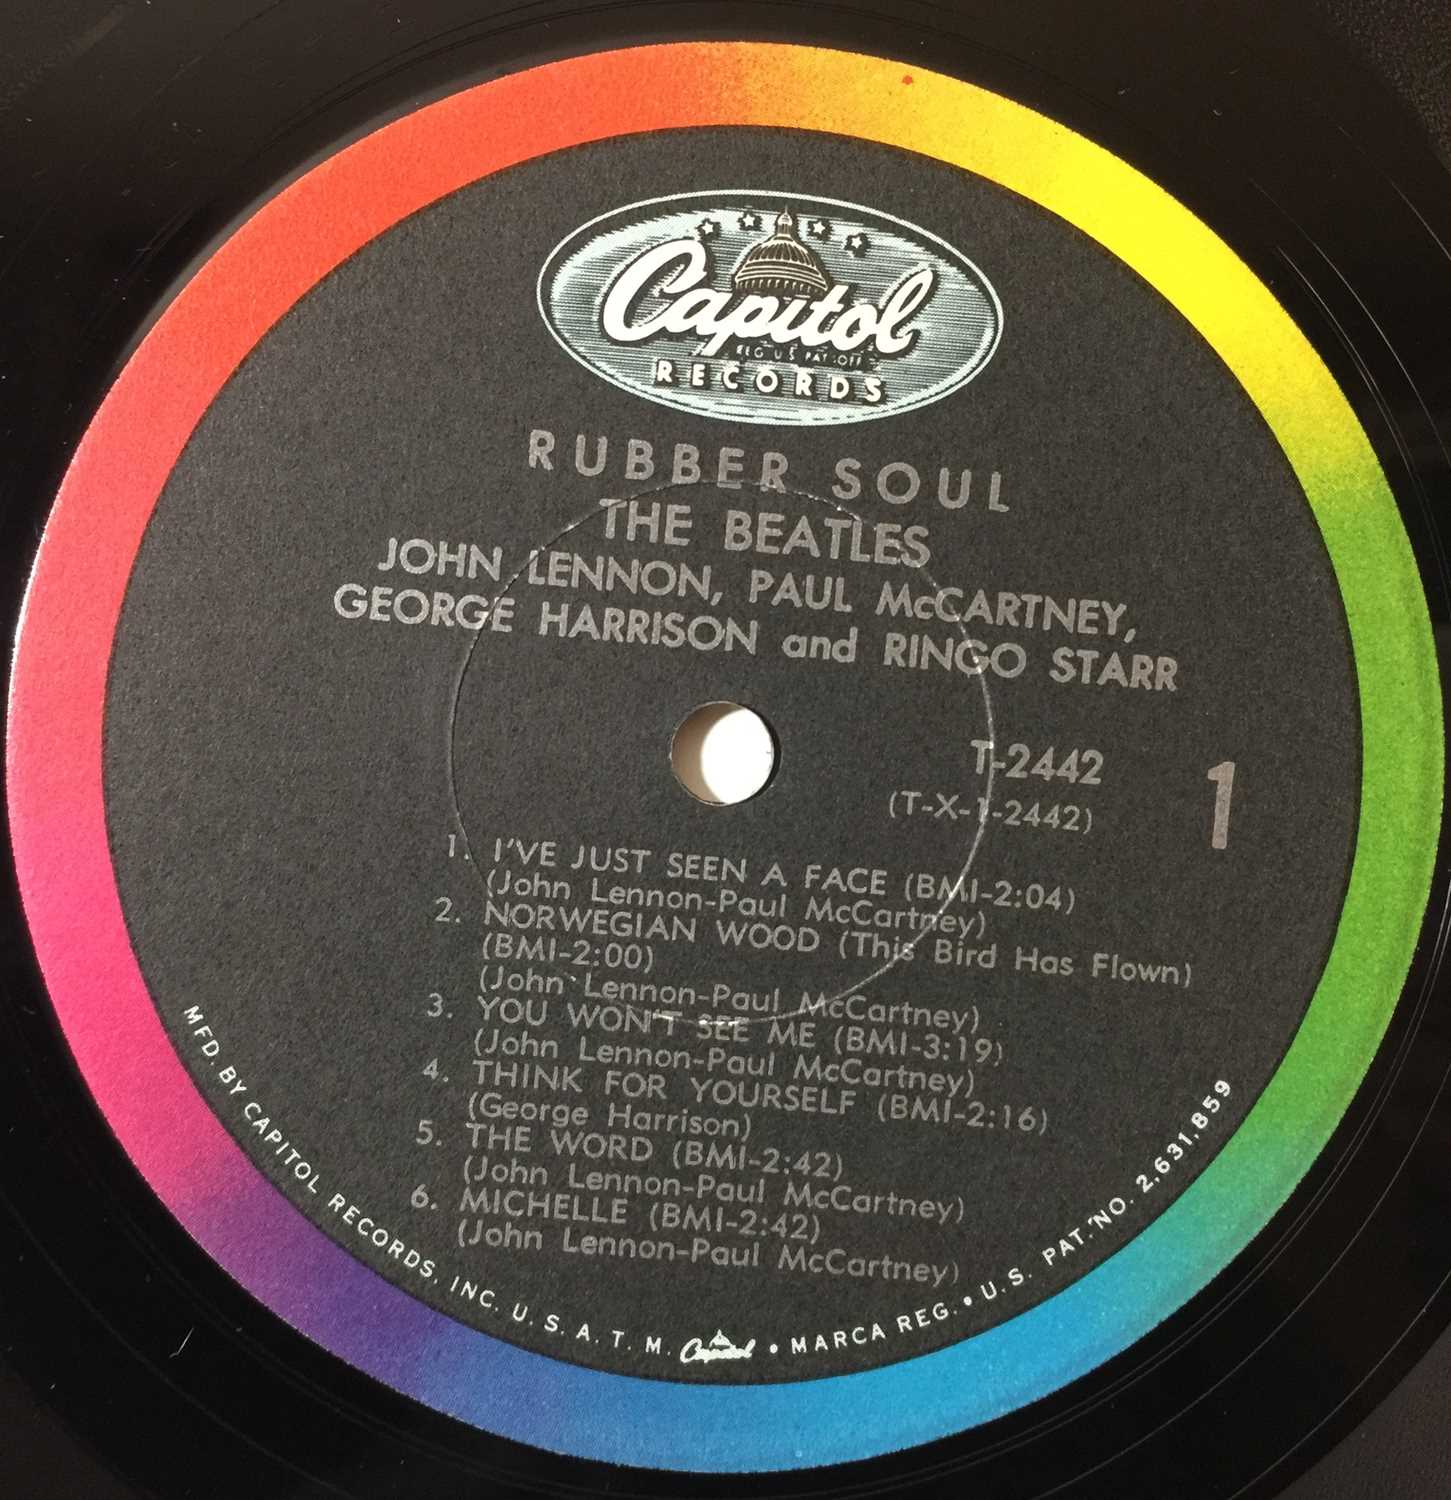 Capitol
REG. U.S. PAT. OFF.
RECORDS
RUBBER SOUL
THE BEATLES
JOHN LENNON, PAUL McCARTNEY,
GEORGE HARRISON and RINGO STARR
T-2442
(T-X-1-2442)
1
1. I'VE JUST SEEN A FACE (BMI-2:04)
(John Lennon-Paul McCartney)
2. NORWEGIAN WOOD (This Bird Has Flown)
(BMI-2:00)
(John Lennon-Paul McCartney)
3. YOU WON'T SEE ME (BMI-3:19)
(John Lennon-Paul McCartney)
4. THINK FOR YOURSELF (BMI-2:16)
(George Harrison)
5. THE WORD (BMI-2:42)
(John Lennon-Paul McCartney)
6. MICHELLE (BMI-2:42)
(John Lennon-Paul McCartney)
MFD. BY CAPITOL RECORDS, INC. U. S. A. T. M. Capitol • MARCA REG. • U.S. PAT. NO. 2,631,859